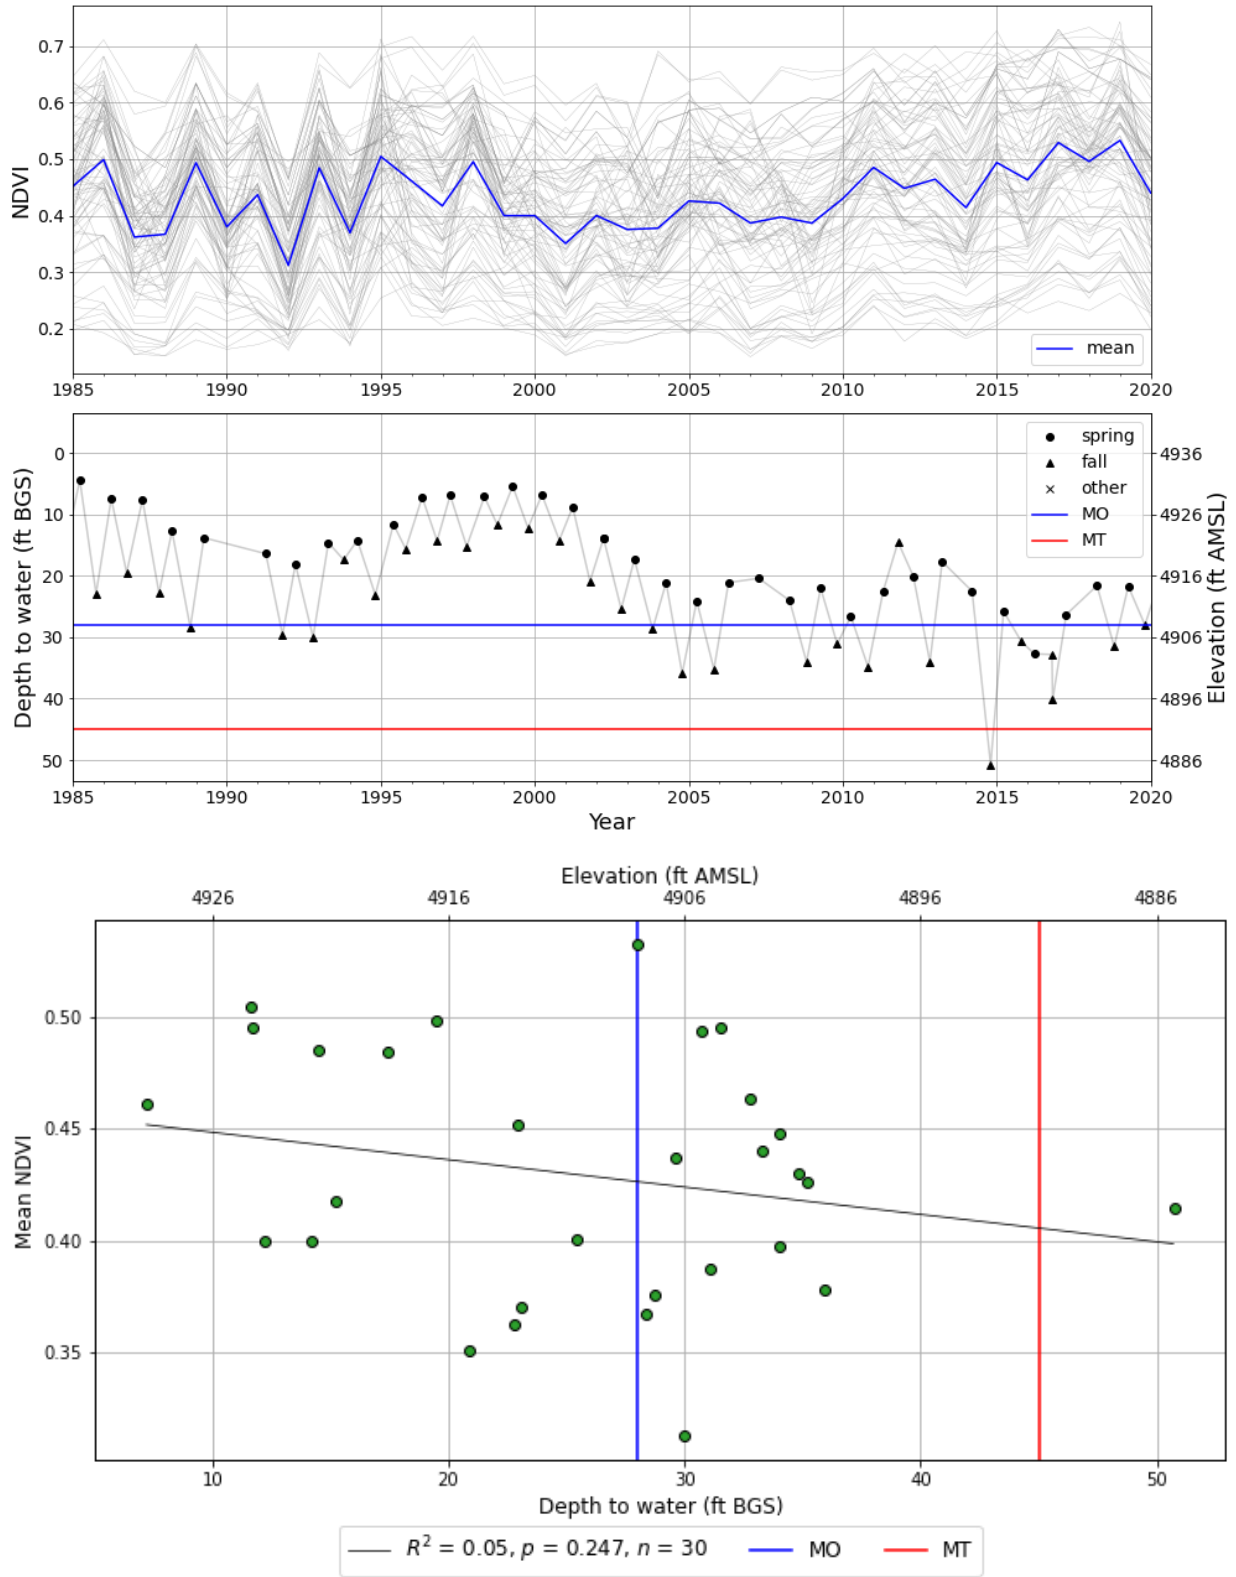 NDVI
0.7
0.6
0.5
0.4
0.3
0.2
mean
1985 1990 1995 2000 2005 2010 2015 2020
Depth to water (ft BGS)
0
10
20
30
40
50
spring
fall
other
MO
MT
4936
4926
4916
4906
4896
4886
Elevation (ft AMSL)
1985 1990 1995 2000 2005 2010 2015 2020
Year
Elevation (ft AMSL)
4926 4916 4906 4896 4886
Mean NDVI
0.50
0.45
0.40
0.35
10 20 30 40 50
Depth to water (ft BGS)
R² = 0.05, p = 0.247, n = 30 MO MT